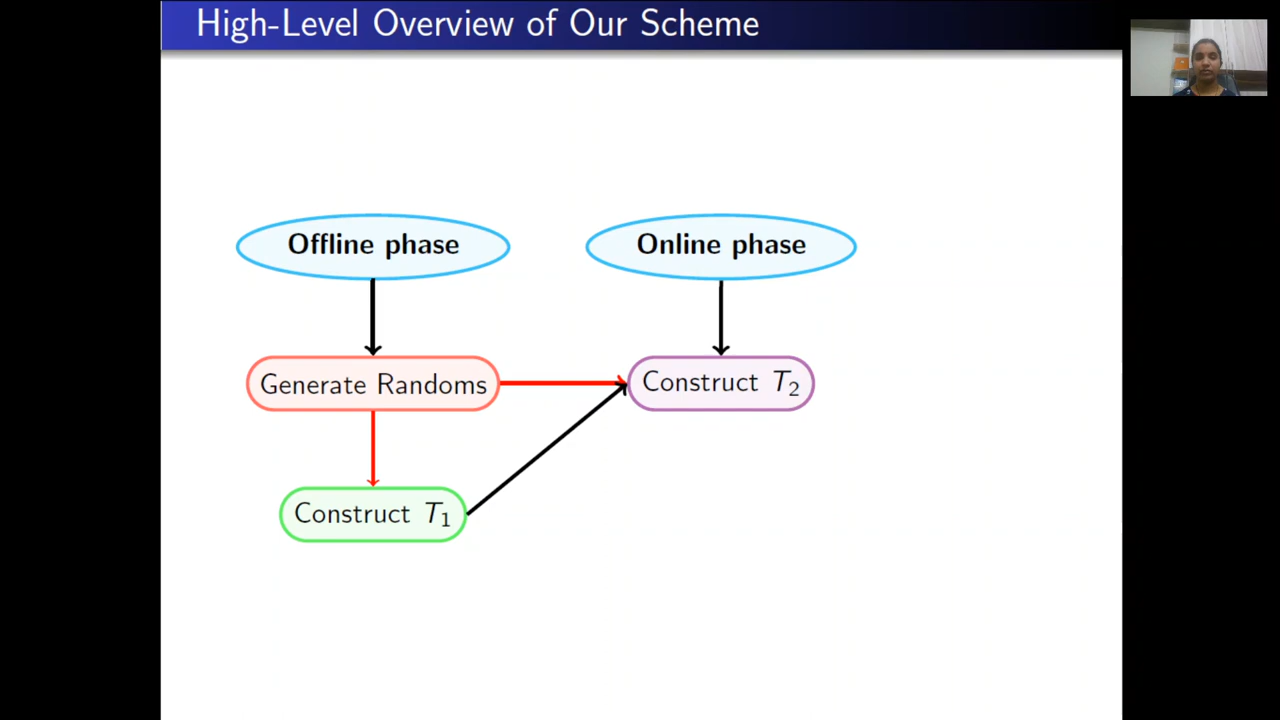 High-Level Overview of Our Scheme
Offline phase
Online phase
Generate Randoms
Construct T₂
Construct T₁